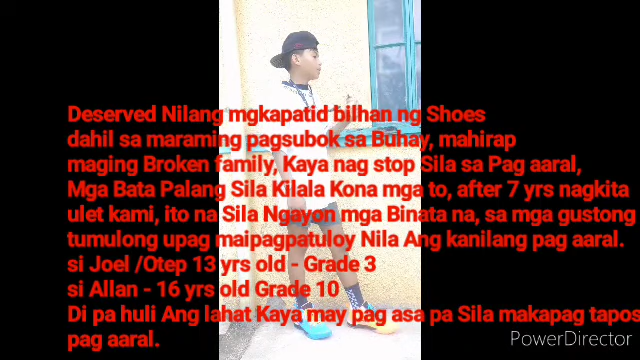 Deserved Nilang mgkapatid bilhan ng Shoes
dahil sa maraming pagsubok sa Buhay, mahirap
maging Broken family, Kaya nag stop Sila sa Pag aaral,
Mga Bata Palang Sila Kilala Kona mga to, after 7 yrs nagkita
ulet kami, ito na Sila Ngayon mga Binata na, sa mga gustong
tumulong upag maipagpatuloy Nila Ang kanilang pag aaral.
si Joel /Otep 13 yrs old - Grade 3
si Allan - 16 yrs old Grade 10
Di pa huli Ang lahat Kaya may pag asa pa Sila makapag tapos
pag aaral.
PowerDirector